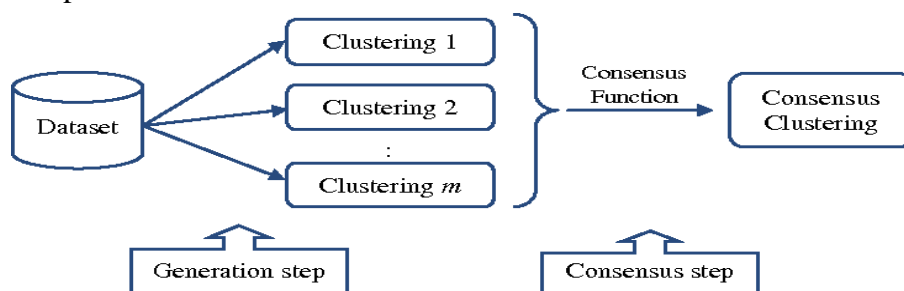 Clustering 1
Consensus
Function
Dataset
Clustering 2
Consensus
Clustering
:
Clustering m
Generation step
Consensus step